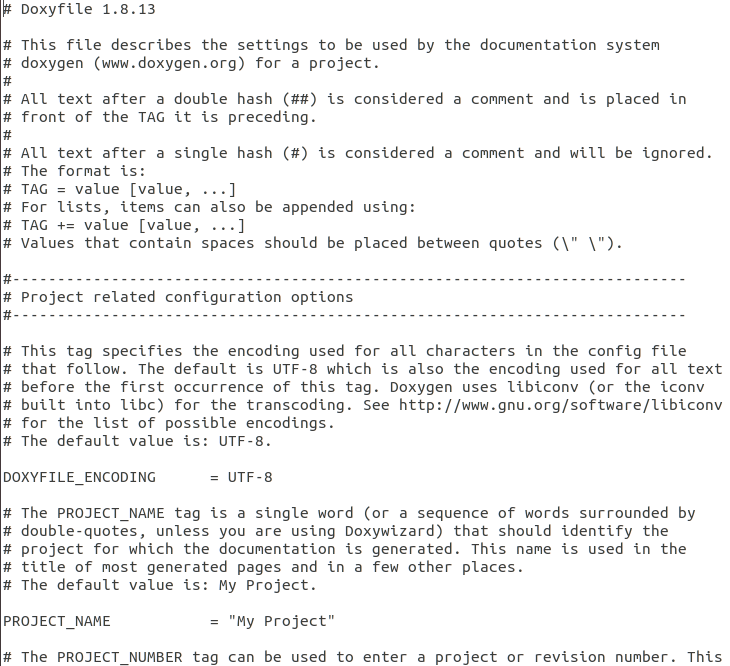 # Doxyfile 1.8.13

# This file describes the settings to be used by the documentation system
# doxygen (www.doxygen.org) for a project.
#
# All text after a double hash (##) is considered a comment and is placed in
# front of the TAG it is preceding.
#
# All text after a single hash (#) is considered a comment and will be ignored.
# The format is:
# TAG = value [value, ...]
# For lists, items can also be appended using:
# TAG += value [value, ...]
# Values that contain spaces should be placed between quotes (\" \").

#---------------------------------------------------------------------------
# Project related configuration options
#---------------------------------------------------------------------------

# This tag specifies the encoding used for all characters in the config file
# that follow. The default is UTF-8 which is also the encoding used for all text
# before the first occurrence of this tag. Doxygen uses libiconv (or the iconv
# built into libc) for the transcoding. See http://www.gnu.org/software/libiconv
# for the list of possible encodings.
# The default value is: UTF-8.

DOXYFILE_ENCODING      = UTF-8

# The PROJECT_NAME tag is a single word (or a sequence of words surrounded by
# double-quotes, unless you are using Doxywizard) that should identify the
# project for which the documentation is generated. This name is used in the
# title of most generated pages and in a few other places.
# The default value is: My Project.

PROJECT_NAME           = "My Project"

# The PROJECT_NUMBER tag can be used to enter a project or revision number. This